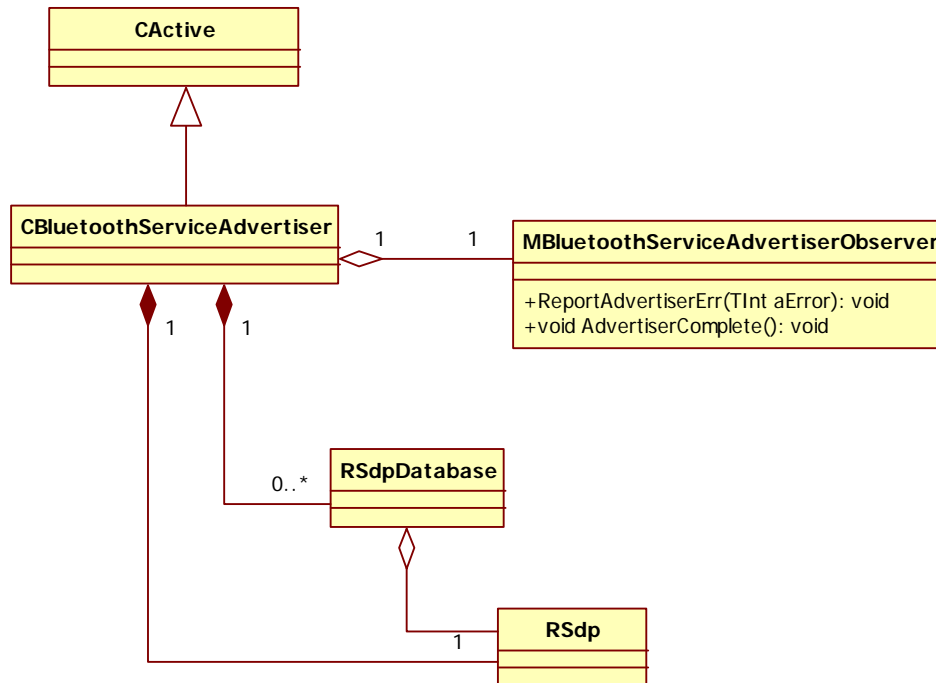 CActive
CBluetoothServiceAdvertiser
1
1
MBluetoothServiceAdvertiserObserver
+ReportAdvertiserErr(TInt aError): void
+void AdvertiserComplete(): void
1
1
RSdpDatabase
0..*
RSdp
1